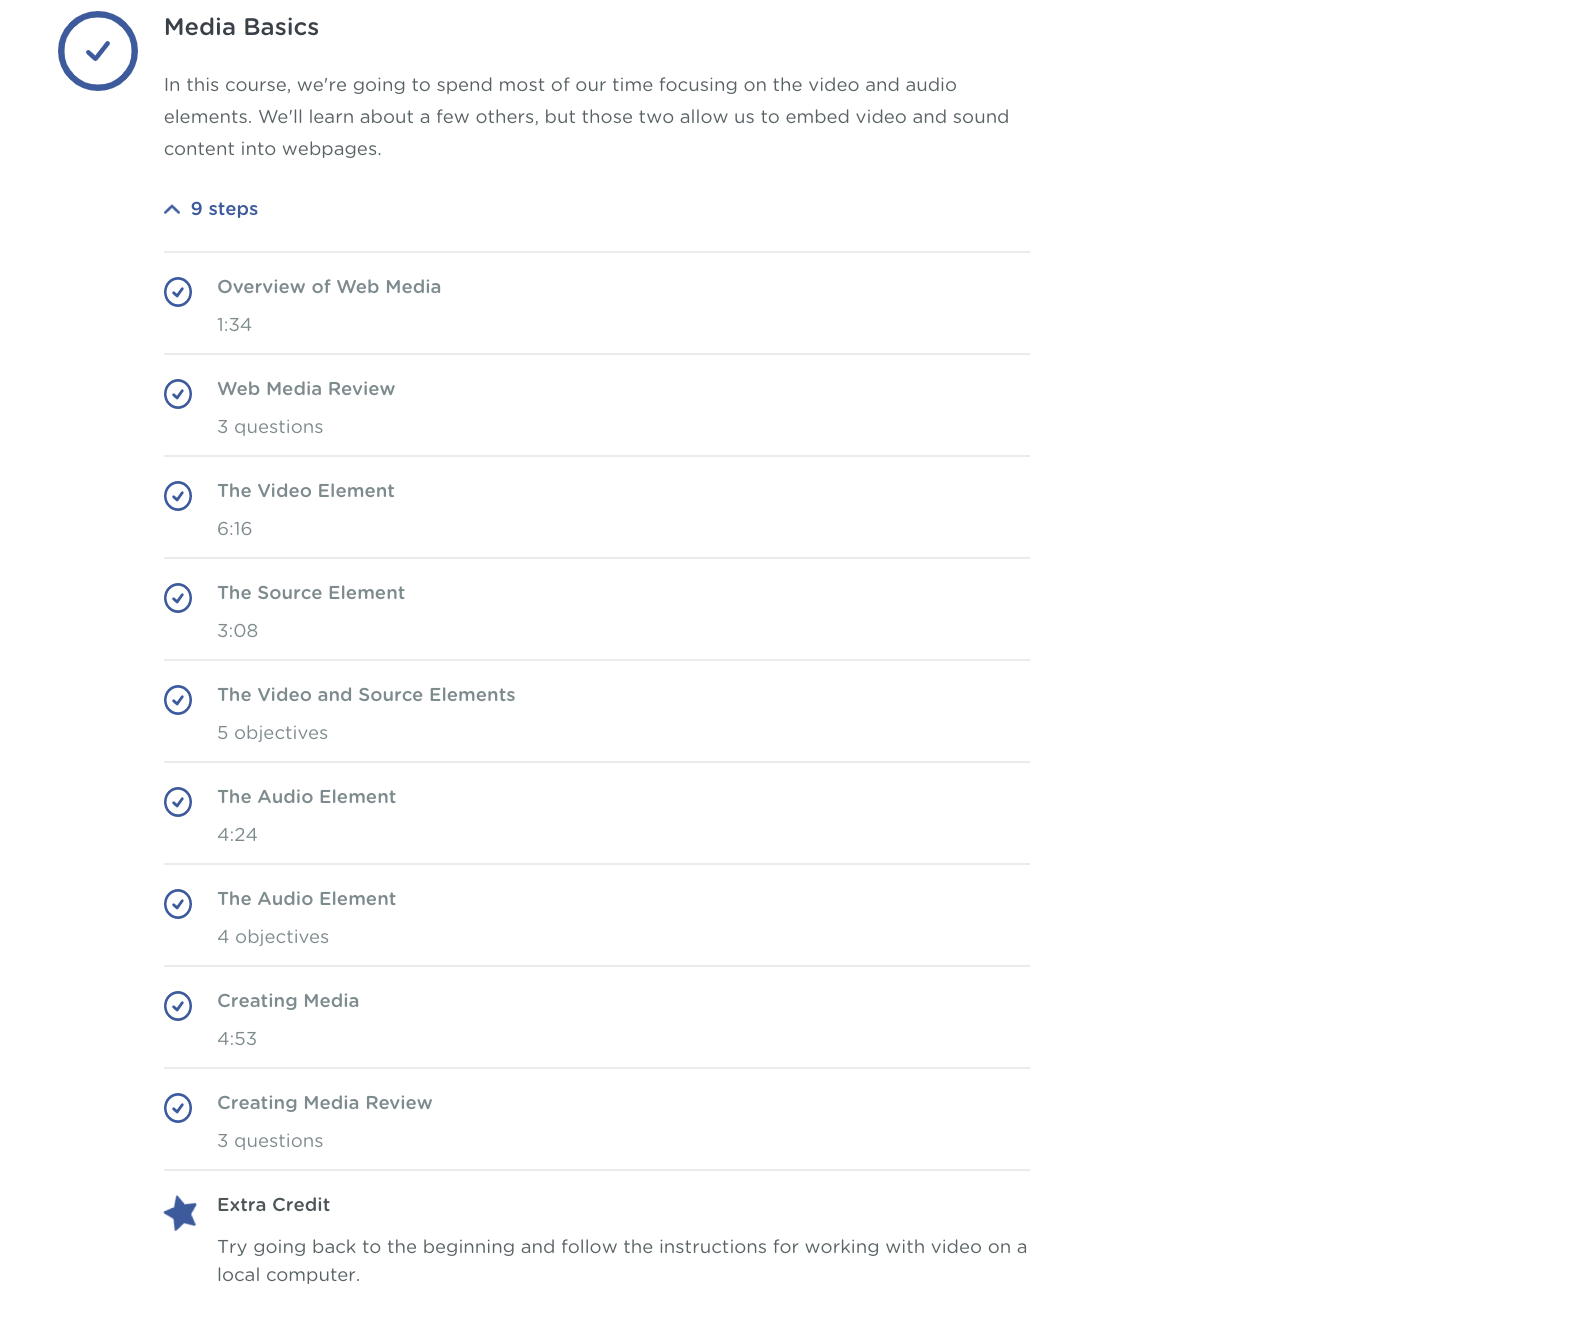 Media Basics
In this course, we're going to spend most of our time focusing on the video and audio
elements. We'll learn about a few others, but those two allow us to embed video and sound
content into webpages.
9 steps
Overview of Web Media
1:34
Web Media Review
3 questions
The Video Element
6:16
The Source Element
3:08
The Video and Source Elements
5 objectives
The Audio Element
4:24
The Audio Element
4 objectives
Creating Media
4:53
Creating Media Review
3 questions
Extra Credit
Try going back to the beginning and follow the instructions for working with video on a
local computer.